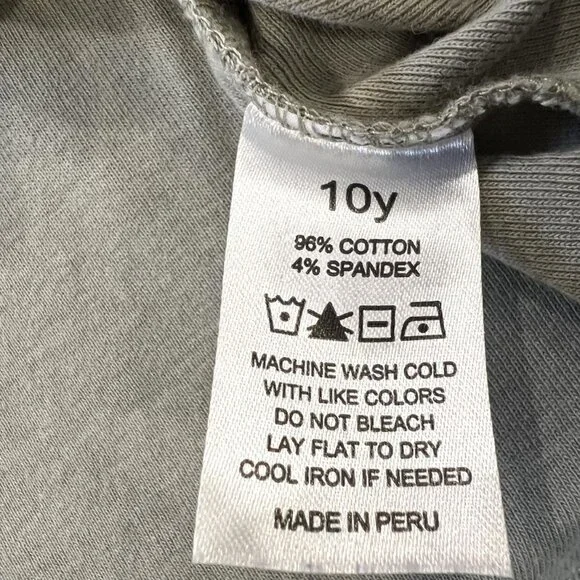 10y
96% COTTON
4% SPANDEX
MACHINE WASH COLD
WITH LIKE COLORS
DO NOT BLEACH
LAY FLAT TO DRY
COOL IRON IF NEEDED
MADE IN PERU